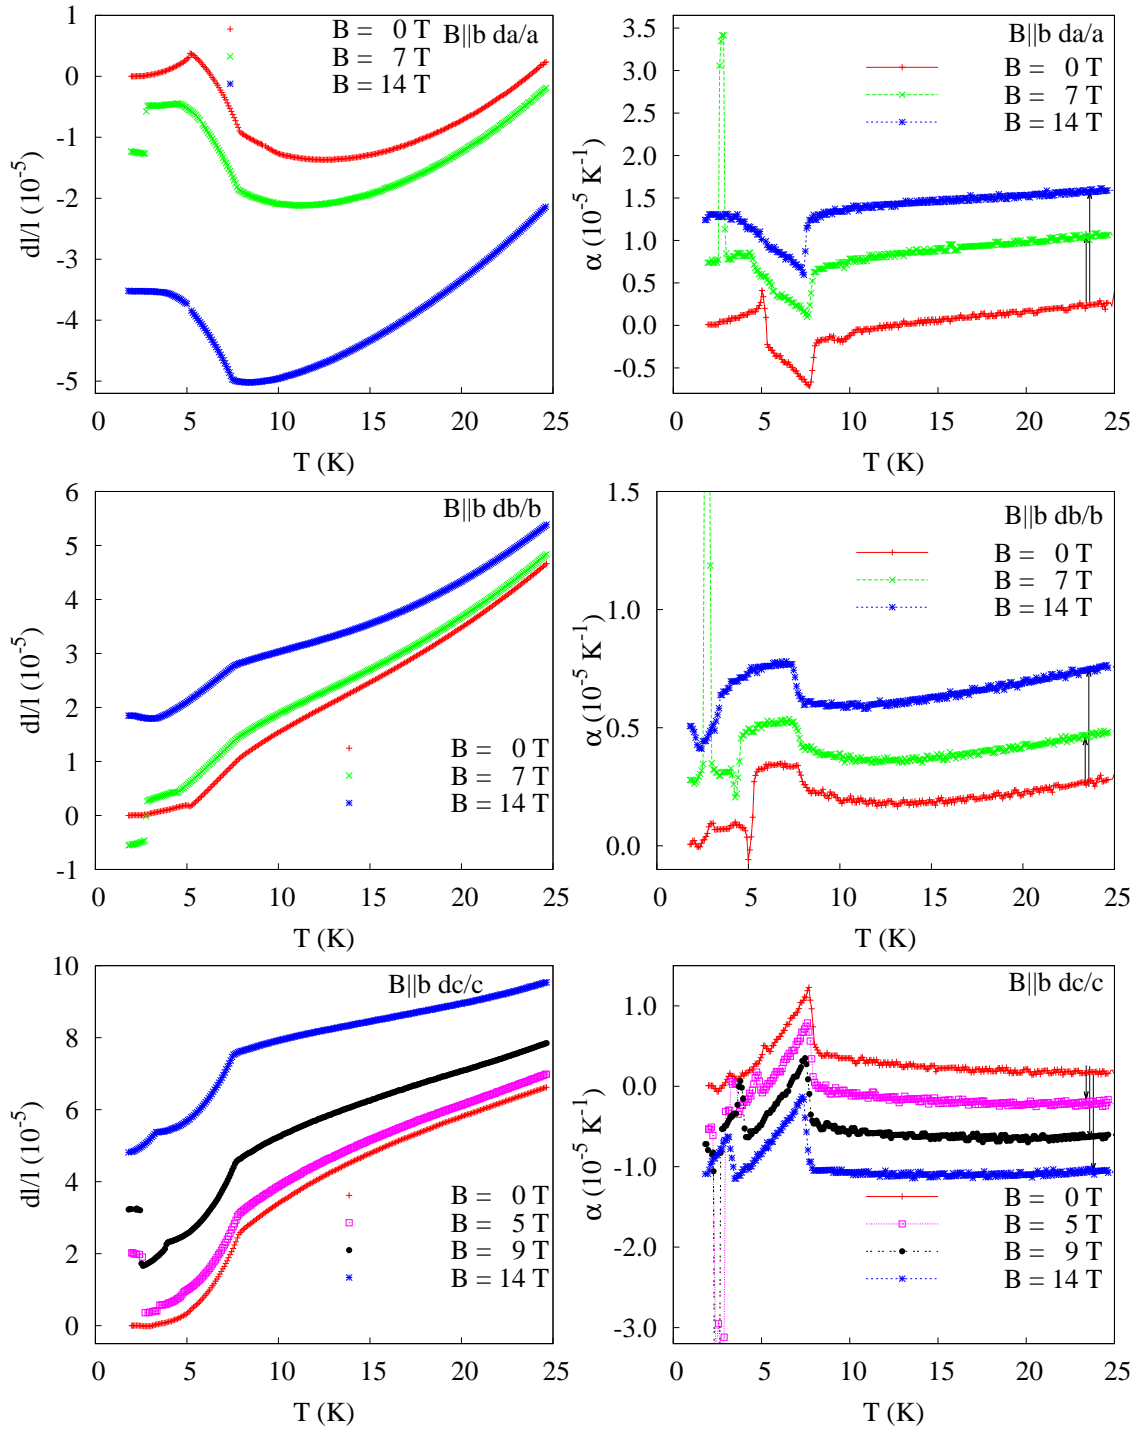 B||b da/a
B = 0 T
B = 7 T
B = 14 T
dl/l (10-5)
1
0
-1
-2
-3
-4
-5
0 5 10 15 20 25
T (K)
B||b da/a
B = 0 T
B = 7 T
B = 14 T
α (10-5 K-1)
3.5
3.0
2.5
2.0
1.5
1.0
0.5
0.0
-0.5
0 5 10 15 20 25
T (K)
B||b db/b
dl/l (10-5)
6
5
4
3
2
1
0
-1
B = 0 T
B = 7 T
B = 14 T
0 5 10 15 20 25
T (K)
B||b db/b
B = 0 T
B = 7 T
B = 14 T
α (10-5 K-1)
1.5
1.0
0.5
0.0
0 5 10 15 20 25
T (K)
B||b dc/c
dl/l (10-5)
10
8
6
4
2
0
B = 0 T
B = 5 T
B = 9 T
B = 14 T
0 5 10 15 20 25
T (K)
B||b dc/c
α (10-5 K-1)
1.0
0.0
-1.0
-2.0
-3.0
B = 0 T
B = 5 T
B = 9 T
B = 14 T
0 5 10 15 20 25
T (K)